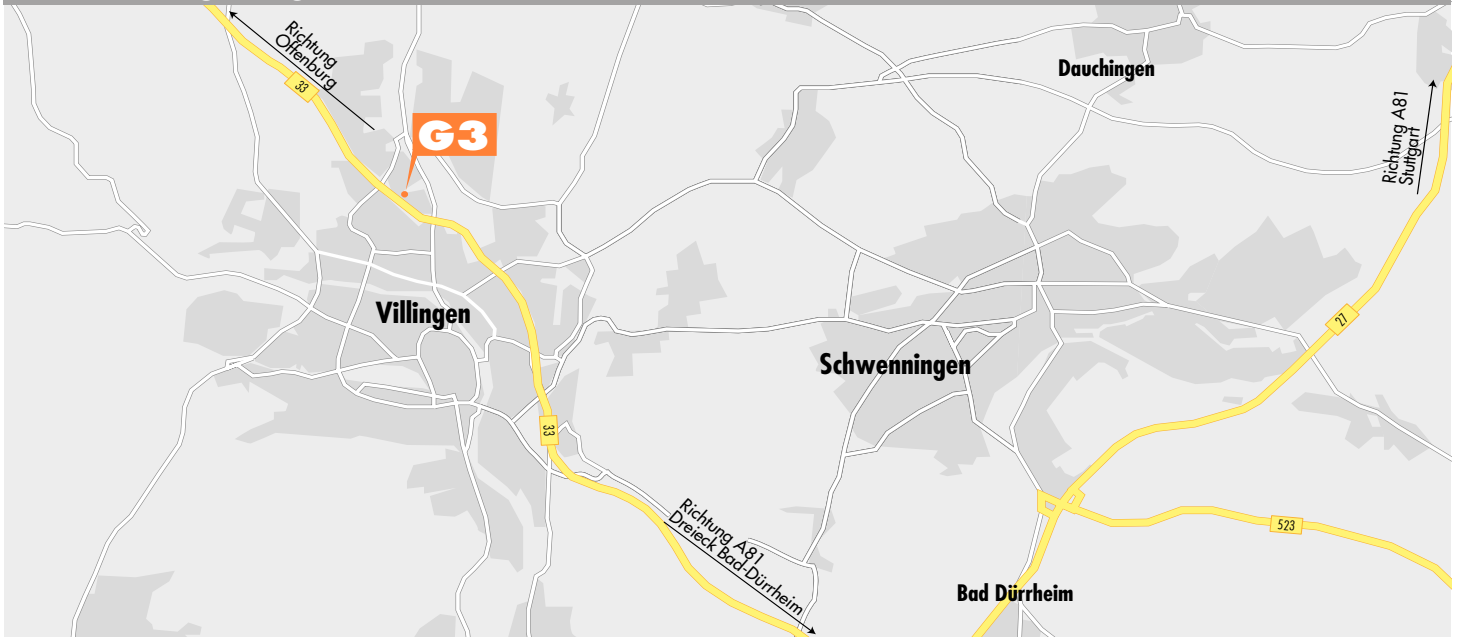 Richtung
Offenburg
33
G3
Dauchingen
Richtung A81
Stuttgart
Villingen
Schwenningen
27
33
Richtung A81
Dreieck Bad-Dürrheim
523
Bad Dürrheim